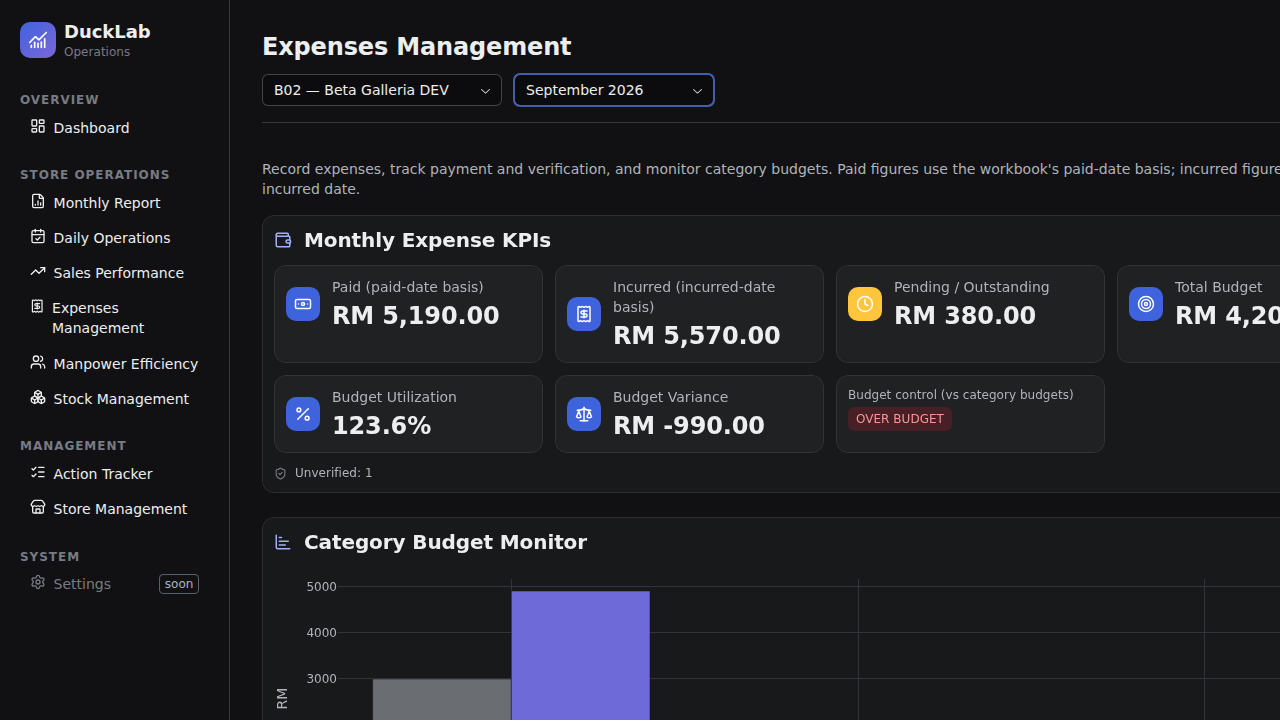 DuckLab
Operations
OVERVIEW
Dashboard
STORE OPERATIONS
Monthly Report
Daily Operations
Sales Performance
Expenses
Management
Manpower Efficiency
Stock Management
MANAGEMENT
Action Tracker
Store Management
SYSTEM
Settings soon
Expenses Management
B02 — Beta Galleria DEV
September 2026
Record expenses, track payment and verification, and monitor category budgets. Paid figures use the workbook's paid-date basis; incurred figure
incurred date.
Monthly Expense KPIs
Paid (paid-date basis)
RM 5,190.00
Incurred (incurred-date
basis)
RM 5,570.00
Pending / Outstanding
RM 380.00
Total Budget
RM 4,20
Budget Utilization
123.6%
Budget Variance
RM -990.00
Budget control (vs category budgets)
OVER BUDGET
Unverified: 1
Category Budget Monitor
5000
4000
3000
RM